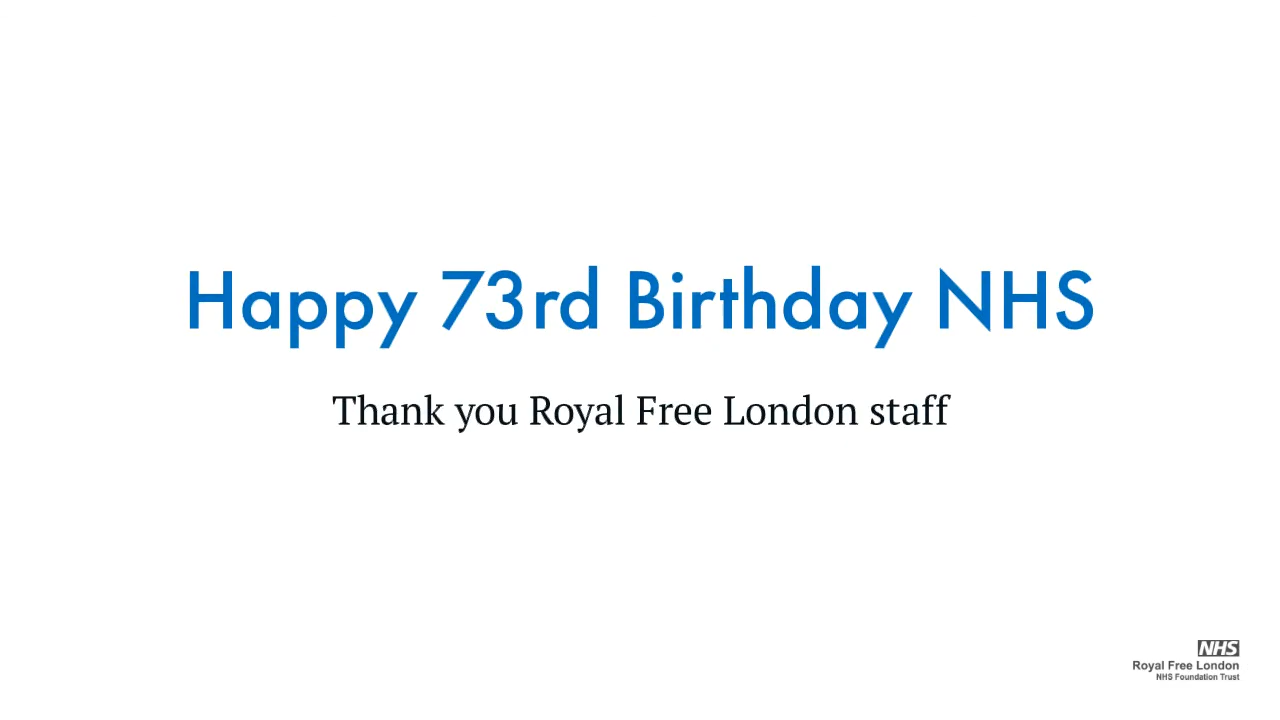 Happy 73rd Birthday NHS
Thank you Royal Free London staff
NHS
Royal Free London
NHS Foundation Trust